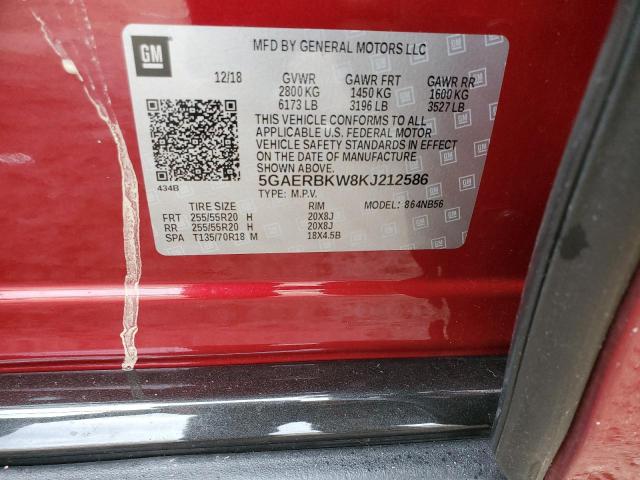 GM
MFD BY GENERAL MOTORS LLC
12/18 GVWR GAWR FRT GAWR RR
2800 KG 1450 KG 1600 KG
6173 LB 3196 LB 3527 LB
THIS VEHICLE CONFORMS TO ALL
APPLICABLE U.S. FEDERAL MOTOR
VEHICLE SAFETY STANDARDS IN EFFECT
ON THE DATE OF MANUFACTURE
SHOWN ABOVE.
434B
5GAERBKW8KJ212586
TYPE: M.P.V. MODEL: 864NB56
TIRE SIZE RIM
FRT 255/55R20 H 20X8J
RR 255/55R20 H 20X8J
SPA T135/70R18 M 18X4.5B